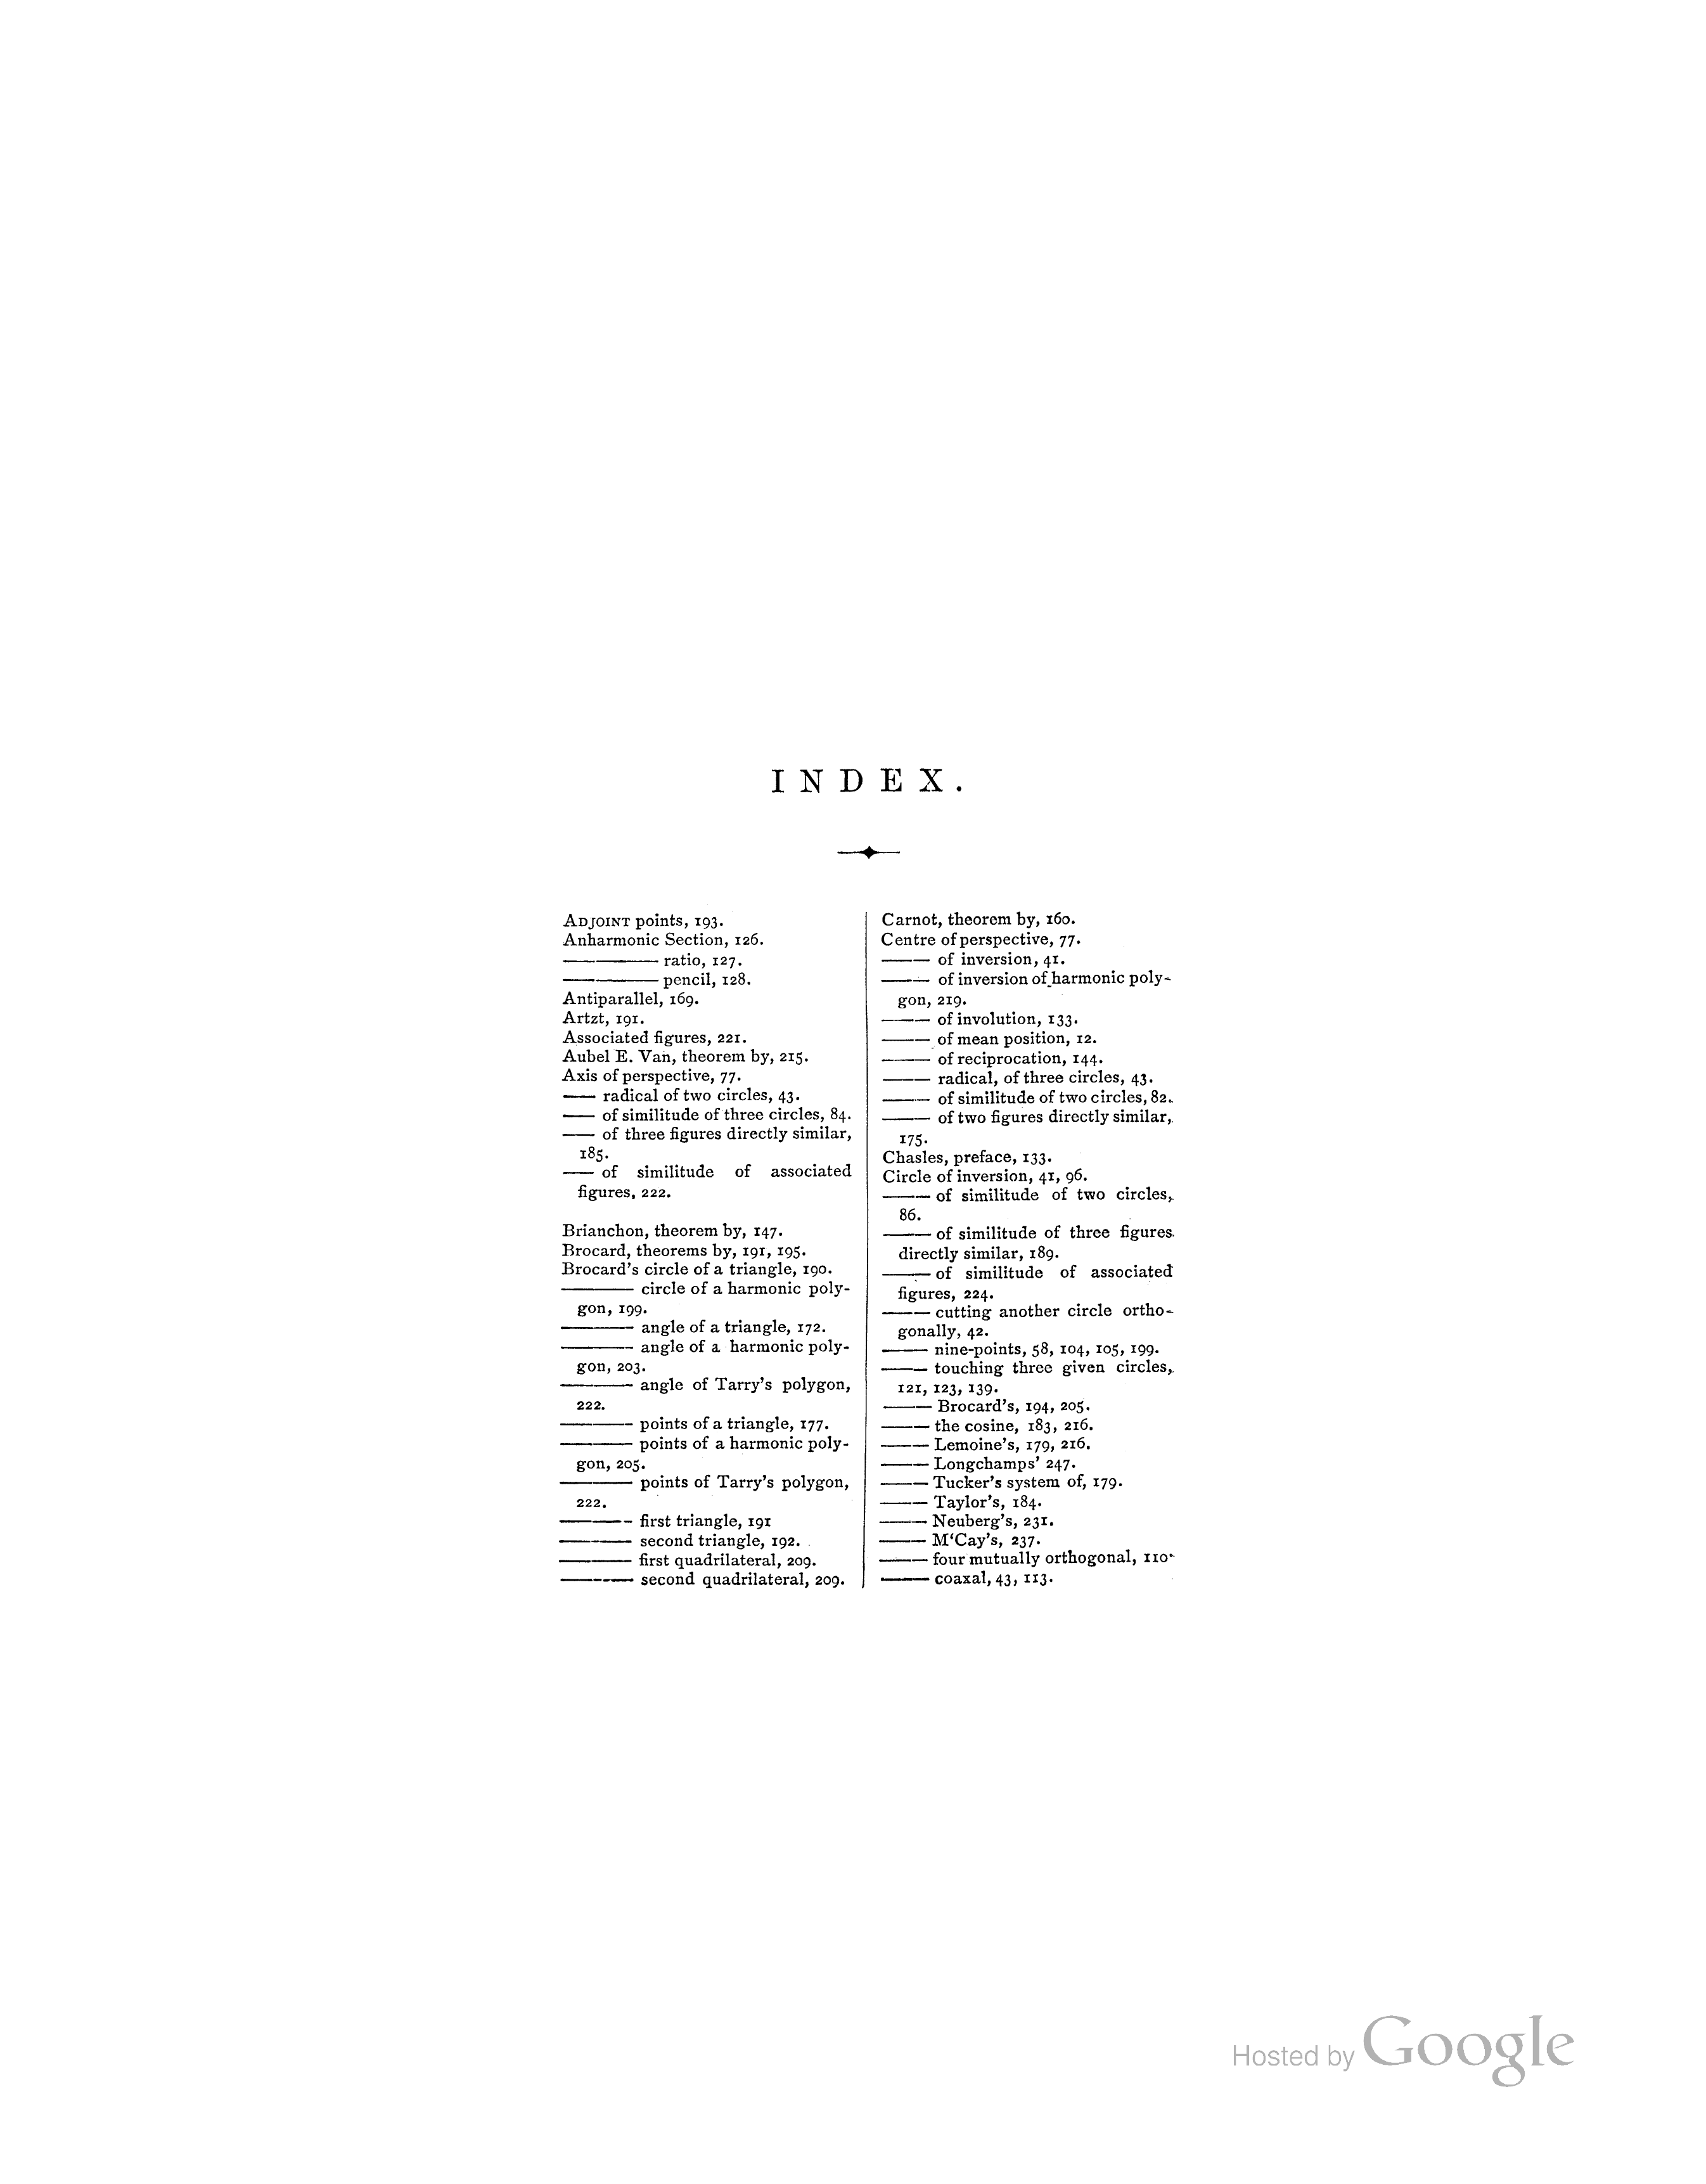 INDEX.
ADJOINT points, 193.
Anharmonic Section, 126.
——— ratio, 127.
——— pencil, 128.
Antiparallel, 169.
Artzt, 191.
Associated figures, 221.
Aubel E. Van, theorem by, 215.
Axis of perspective, 77.
— radical of two circles, 43.
— of similitude of three circles, 84.
— of three figures directly similar,
185.
— of similitude of associated
figures, 222.
Brianchon, theorem by, 147.
Brocard, theorems by, 191, 195.
Brocard's circle of a triangle, 190.
——— circle of a harmonic poly-
gon, 199.
——— angle of a triangle, 172.
——— angle of a harmonic poly-
gon, 203.
——— angle of Tarry's polygon,
222.
——— points of a triangle, 177.
——— points of a harmonic poly-
gon, 205.
——— points of Tarry's polygon,
222.
——— first triangle, 191
——— second triangle, 192.
——— first quadrilateral, 209.
——— second quadrilateral, 209.
Carnot, theorem by, 160.
Centre of perspective, 77.
—— of inversion, 41.
—— of inversion of harmonic poly-
gon, 219.
—— of involution, 133.
—— of mean position, 12.
—— of reciprocation, 144.
—— radical, of three circles, 43.
—— of similitude of two circles, 82.
—— of two figures directly similar,
175.
Chasles, preface, 133.
Circle of inversion, 41, 96.
—— of similitude of two circles,
86.
—— of similitude of three figures
directly similar, 189.
—— of similitude of associated
figures, 224.
—— cutting another circle ortho-
gonally, 42.
—— nine-points, 58, 104, 105, 199.
—— touching three given circles,
121, 123, 139.
—— Brocard's, 194, 205.
—— the cosine, 183, 216.
—— Lemoine's, 179, 216.
—— Longchamps' 247.
—— Tucker's system of, 179.
—— Taylor's, 184.
—— Neuberg's, 231.
—— M‘Cay's, 237.
—— four mutually orthogonal, 110.
—— coaxal, 43, 113.
Hosted by Google